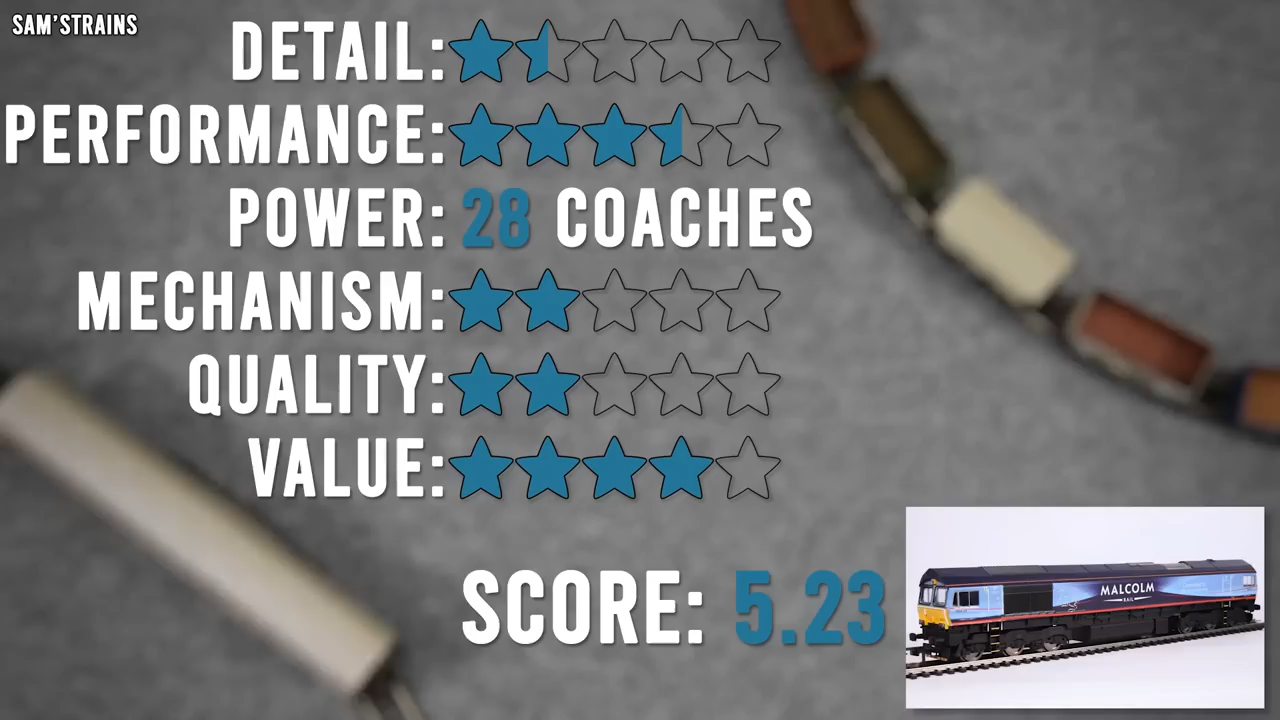 SAM'STRAINS
DETAIL:
PERFORMANCE:
POWER: 28 COACHES
MECHANISM:
QUALITY:
VALUE:
SCORE: 5.23
MALCOLM
RAIL